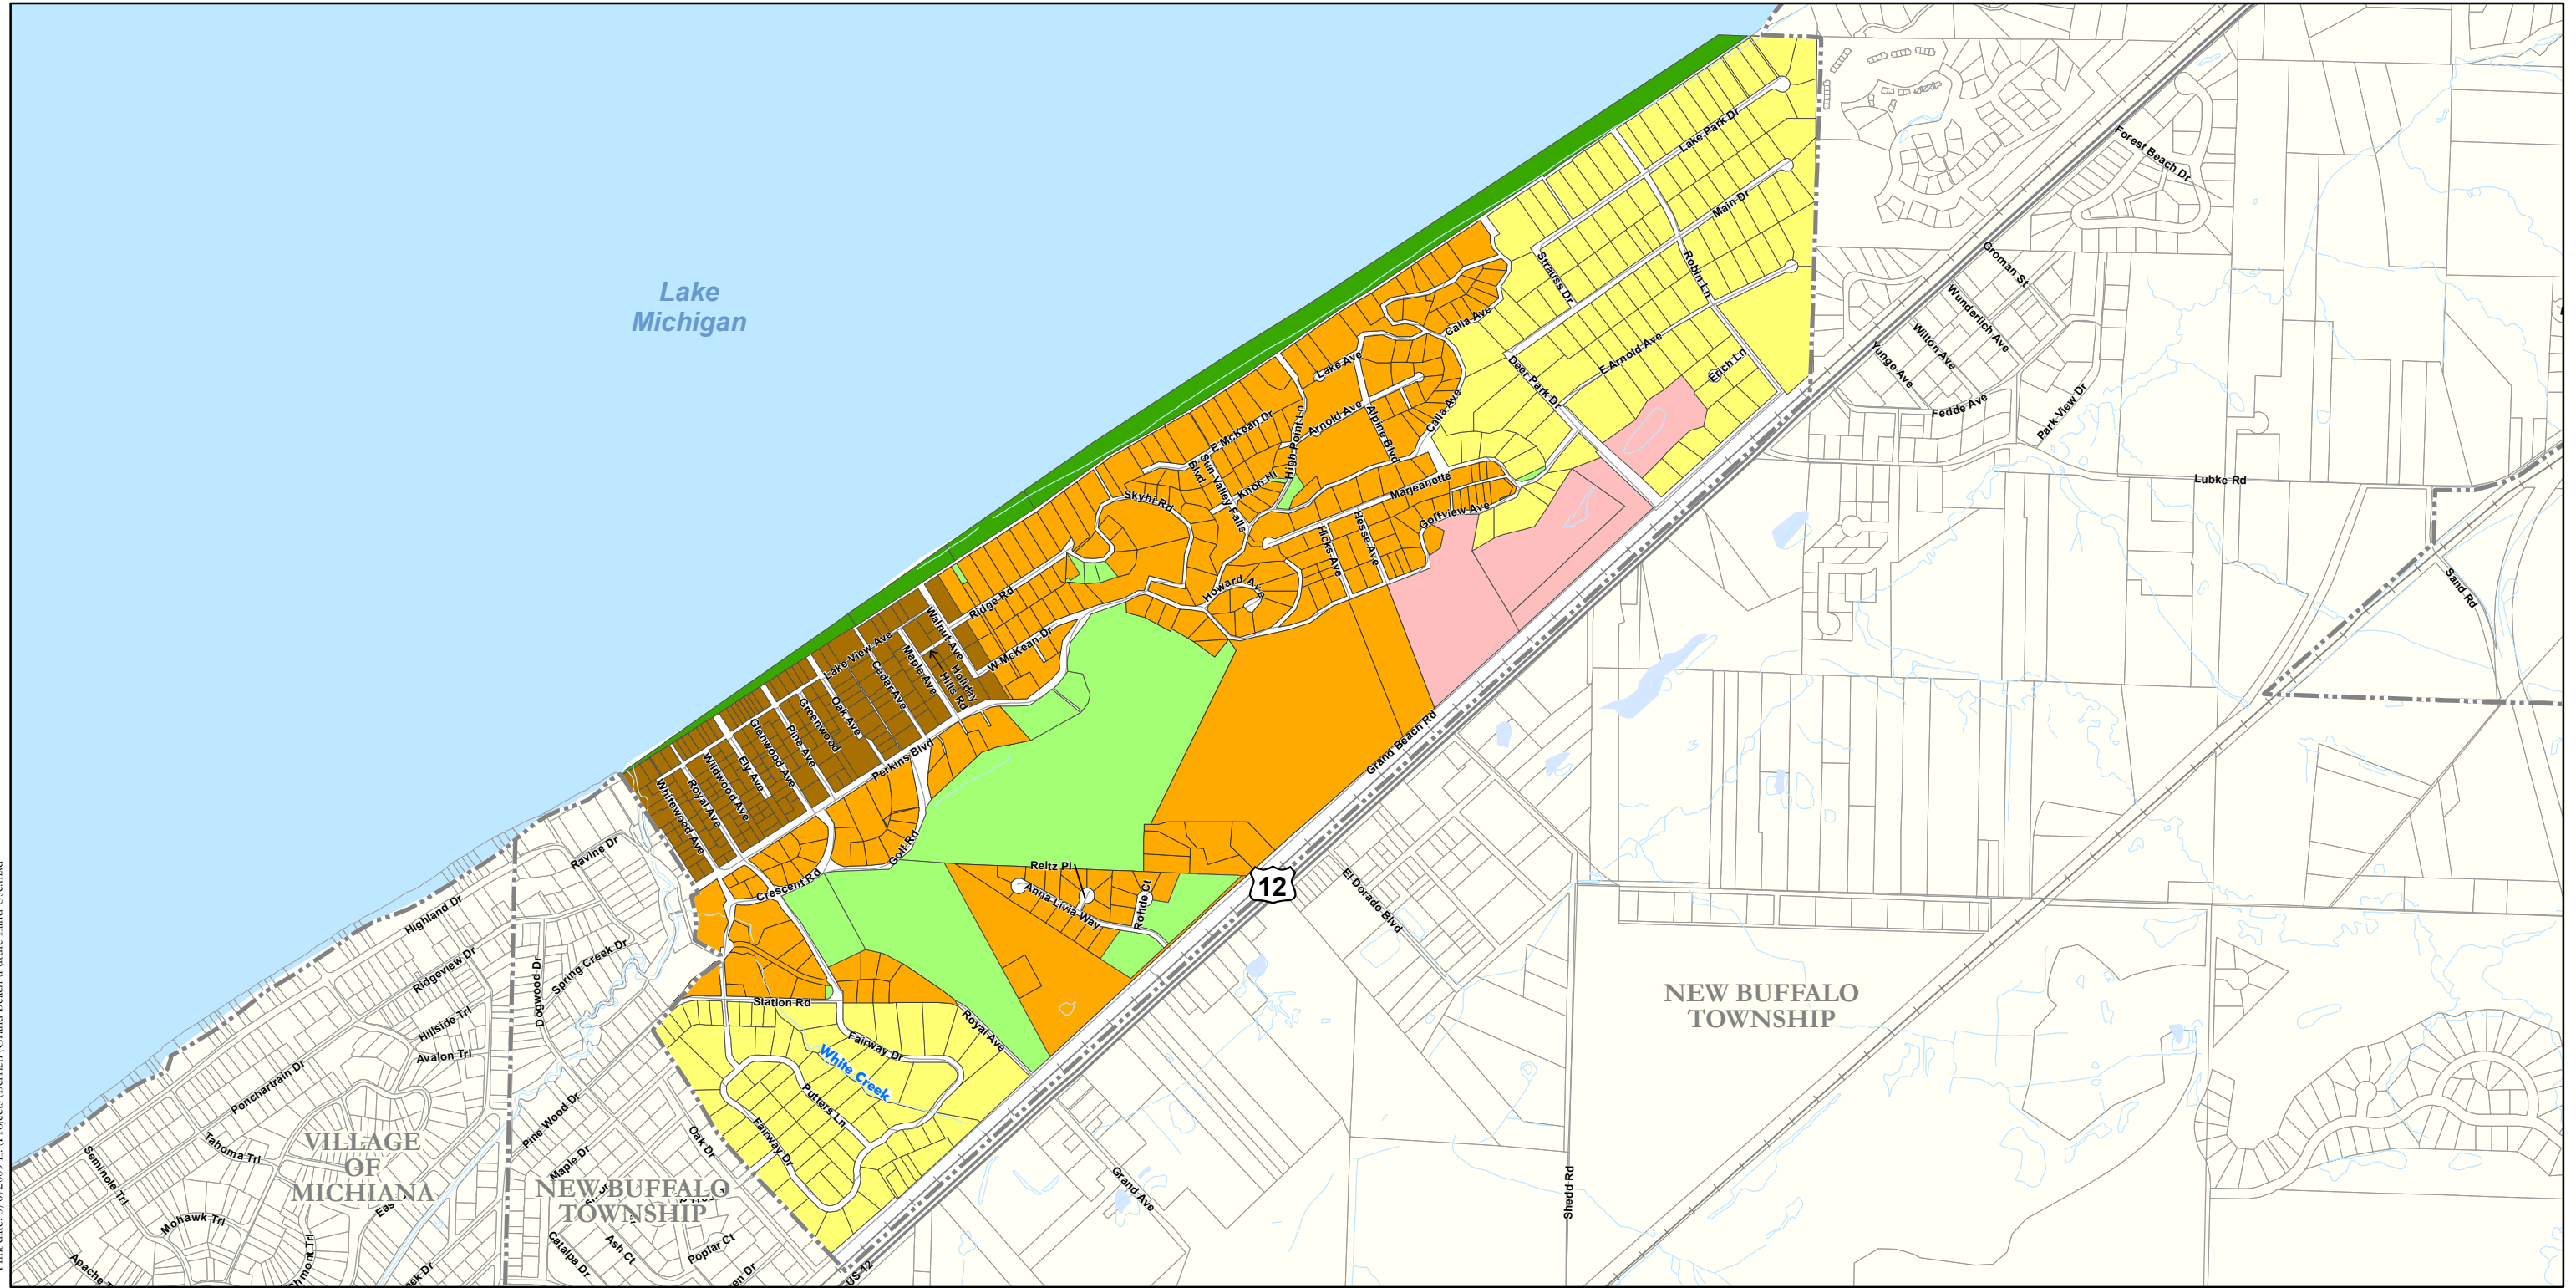 Lake
Michigan
Lake Park Dr
Main Dr
Strauss Dr
Robin Ln
Forest Beach Dr
Groman St
Wunderlich Ave
Wilton Ave
Yunge Ave
Fedde Ave
Park View Dr
Lubke Rd
Sand Rd
Calla Ave
Lake Ave
E Arnold Ave
Erich Ln
Deer Park Dr
Calla Ave
Arnold Ave
Alpine Blvd
High Point Ln
E McKean Dr
Sun Valley Falls
Blvd
Knob Hl
Skyhi Rd
Marjeanette
Golfview Ave
Hesse Ave
Hicks Ave
Howard Ave
Ridge Rd
W McKean Dr
Walnut Ave
Holiday
Hills Rd
Maple Ave
Cedar Ave
Lake View Ave
Oak Ave
Greenwood
Pine Ave
Glenwood Ave
Ely Ave
Wildwood Ave
Royal Ave
Whitewood Ave
Perkins Blvd
Grand Beach Rd
Golf Rd
Crescent Rd
Reitz Pl
Anna Livia Way
Rohde Ct
12
El Dorado Blvd
Station Rd
Royal Ave
Fairway Dr
White Creek
Putters Ln
Fairway Dr
Ravine Dr
Highland Dr
Ridgeview Dr
Spring Creek Dr
Dogwood Dr
Hillside Trl
Avalon Trl
Ponchartrain Dr
Pine Wood Dr
Oak Dr
Maple Dr
Tahoma Trl
Seminole Trl
Mohawk Trl
VILLAGE
OF
MICHIANA
NEW BUFFALO
TOWNSHIP
Catalpa Dr
Ash Ct
Poplar Ct
US 12
Grand Ave
Shedd Rd
NEW BUFFALO
TOWNSHIP